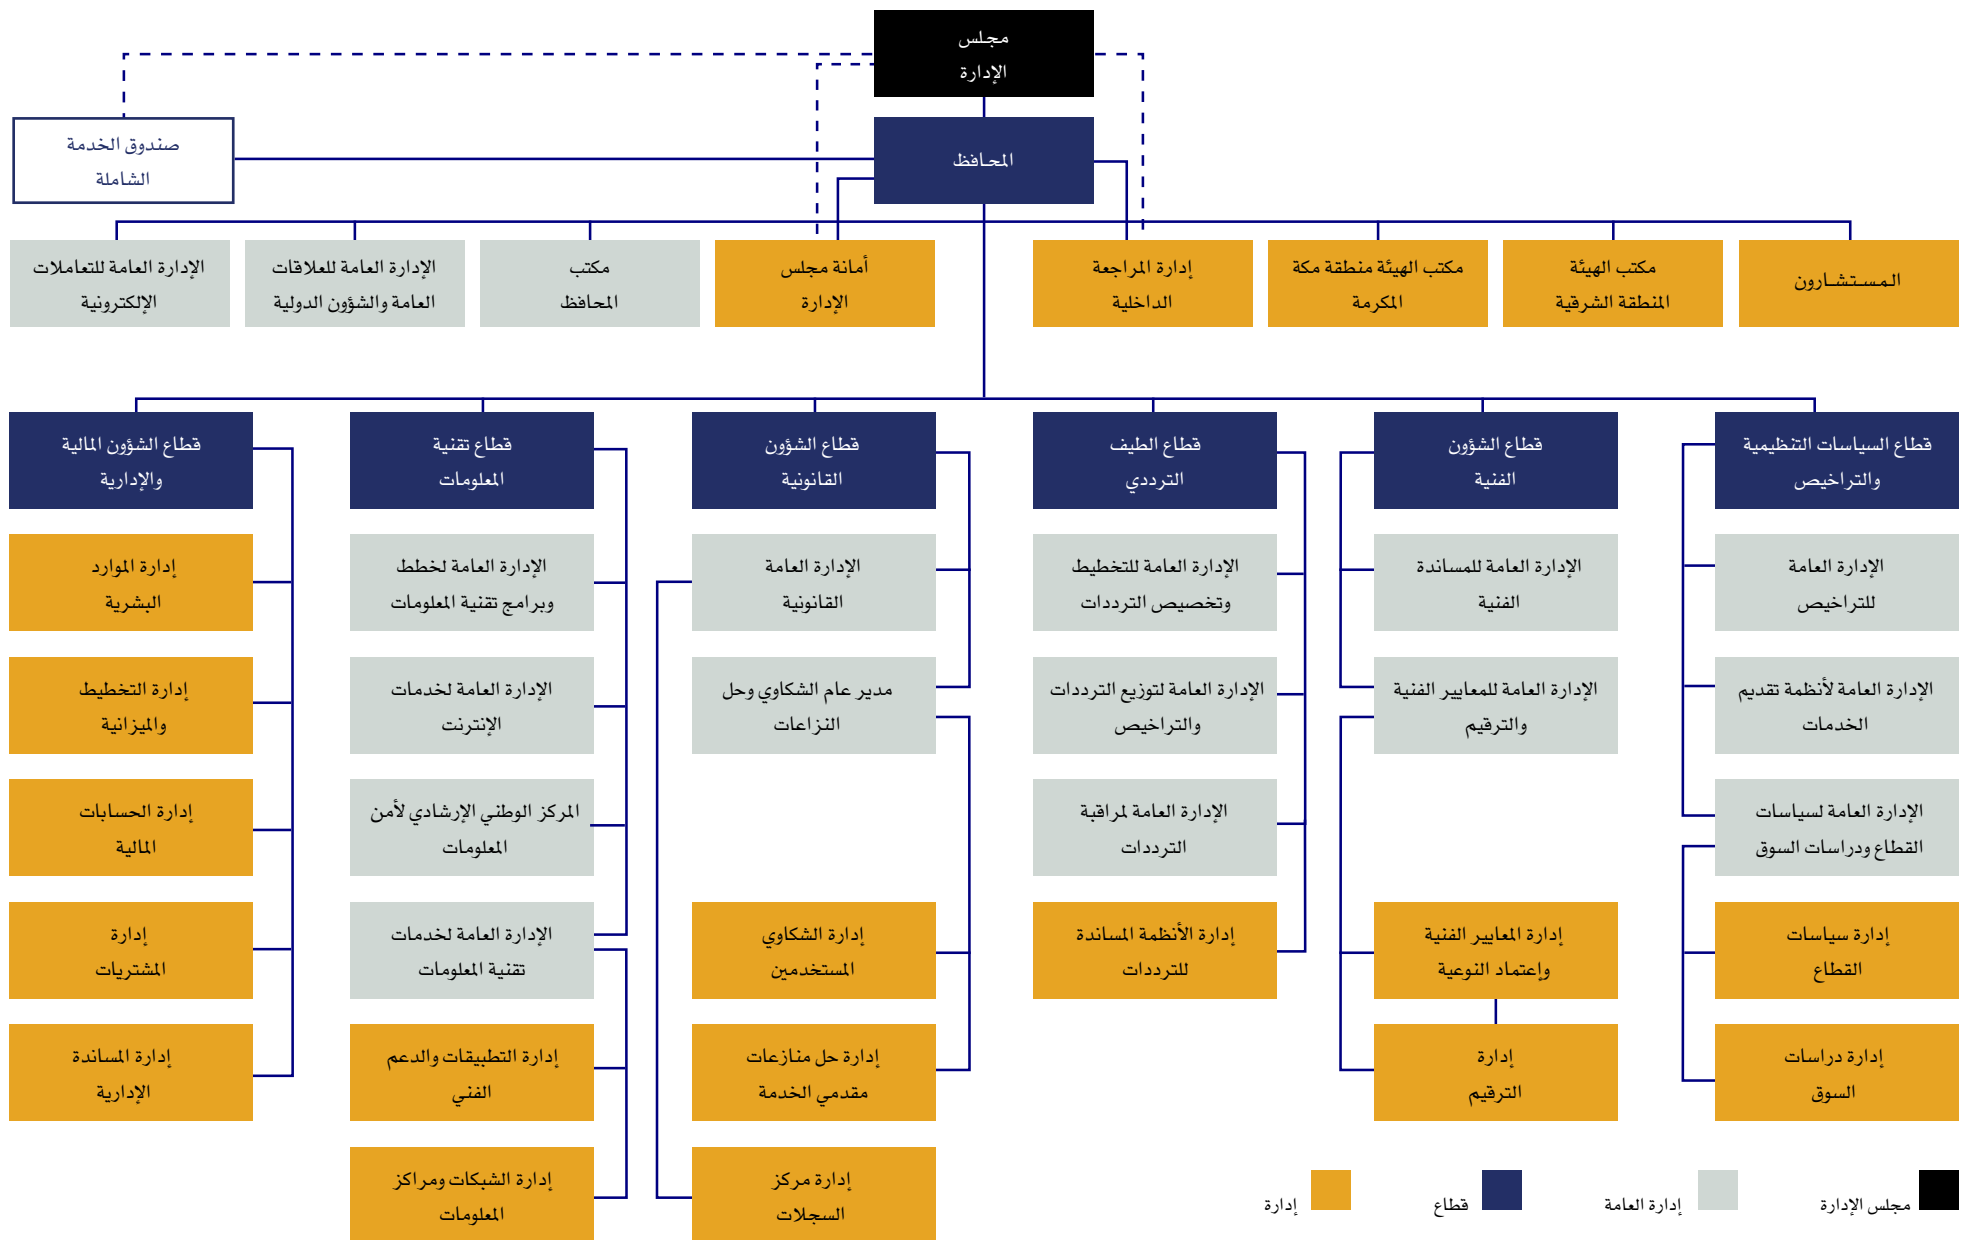 مجلس
الإدارة
صندوق الخدمة
الشاملة
المحافظ
المستشارون
مكتب الهيئة
المنطقة الشرقية
مكتب الهيئة منطقة مكة
المكرمة
إدارة المراجعة
الداخلية
أمانة مجلس
الإدارة
مكتب
المحافظ
الإدارة العامة للعلاقات
العامة والشؤون الدولية
الإدارة العامة للتعاملات
الإلكترونية
قطاع السياسات التنظيمية
والتراخيص
الإدارة العامة
للتراخيص
الإدارة العامة لأنظمة تقديم
الخدمات
الإدارة العامة لسياسات
القطاع ودراسات السوق
إدارة سياسات
القطاع
إدارة دراسات
السوق
قطاع الشؤون
الفنية
الإدارة العامة للمساندة
الفنية
الإدارة العامة للمعايير الفنية
والترقيم
إدارة المعايير الفنية
وإعتماد النوعية
إدارة
الترقيم
قطاع الطيف
الترددي
الإدارة العامة للتخطيط
وتخصيص الترددات
الإدارة العامة لتوزيع الترددات
والتراخيص
الإدارة العامة لمراقبة
الترددات
إدارة الأنظمة المساندة
للترددات
قطاع الشؤون
القانونية
الإدارة العامة
القانونية
مدير عام الشكاوي وحل
النزاعات
إدارة الشكاوي
المستخدمين
إدارة حل منازعات
مقدمي الخدمة
إدارة مركز
السجلات
قطاع تقنية
المعلومات
الإدارة العامة لخطط
وبرامج تقنية المعلومات
الإدارة العامة لخدمات
الإنترنت
المركز الوطني الإرشادي لأمن
المعلومات
الإدارة العامة لخدمات
تقنية المعلومات
إدارة التطبيقات والدعم
الفني
إدارة الشبكات ومراكز
المعلومات
قطاع الشؤون المالية
والإدارية
إدارة الموارد
البشرية
إدارة التخطيط
والميزانية
إدارة الحسابات
المالية
إدارة
المشتريات
إدارة المساندة
الإدارية
مجلس الإدارة
إدارة العامة
قطاع
إدارة